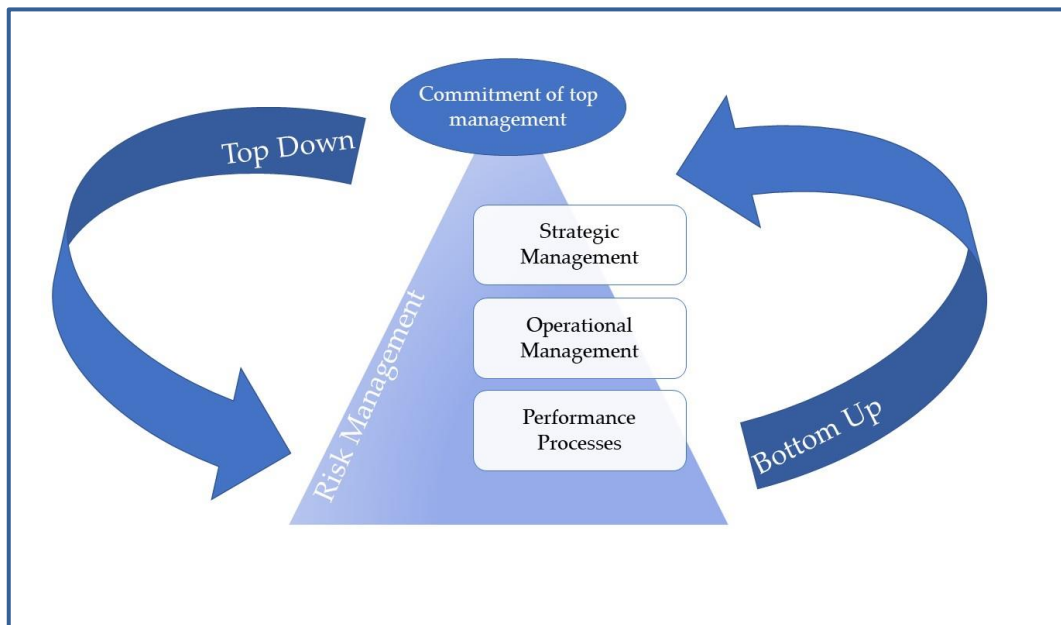 Commitment of top
management
Top Down
Strategic
Management
Operational
Management
Risk Management
Performance
Processes
Bottom Up